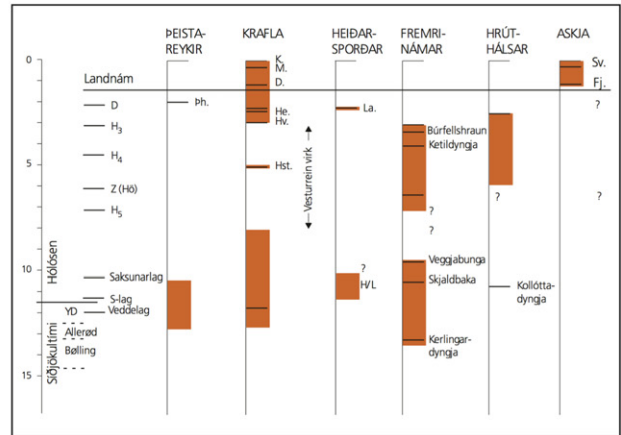 ÞEISTA-
REYKIR
KRAFLA
HEIÐAR-
SPORÐAR
FREMRI-
NÁMAR
HRÚT-
HÁLSAR
ASKJA
0
5
10
15
Hólósen
Síðjökultími
Landnám
D
H3
H4
Z (Hö)
H5
Saksunarlag
S-lag
Veddelag
YD
Allerød
Bølling
Þh.
K.
M.
D.
He.
Hv.
Hst.
Vesturrein virk
La.
?
H/L
Búrfellshraun
Ketildyngja
?
?
Veggjabunga
Skjaldbaka
Kerlingar-
dyngja
?
Kollótta-
dyngja
Sv.
Fj.
?
?